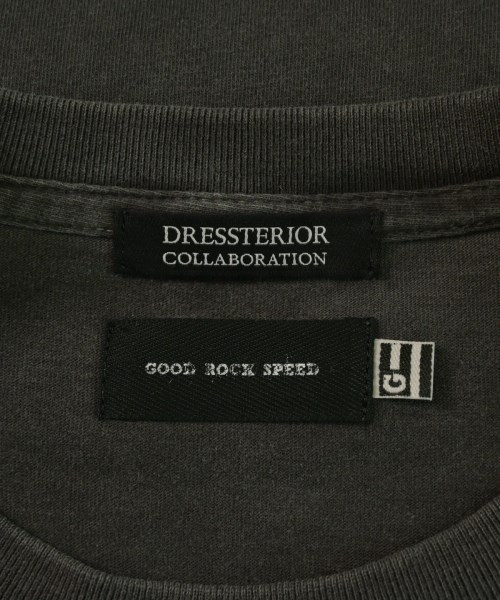 DRESSTERIOR
COLLABORATION
GOOD ROCK SPEED
G